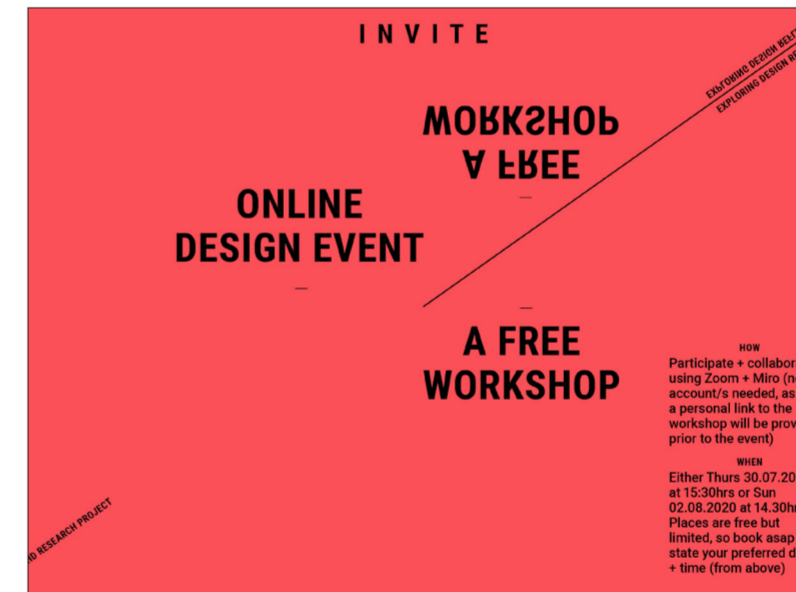 INVITE
EXPLORING DESIGN
EXPLORING DESIGN
WORKSHOP
A FREE
ONLINE
DESIGN EVENT
A FREE
WORKSHOP
HOW
Participate + collabor
using Zoom + Miro (n
account/s needed, as
a personal link to the
workshop will be prov
prior to the event)
WHEN
Either Thurs 30.07.20
at 15:30hrs or Sun
02.08.2020 at 14.30hr
Places are free but
limited, so book asap
state your preferred d
+ time (from above)
RESEARCH PROJECT